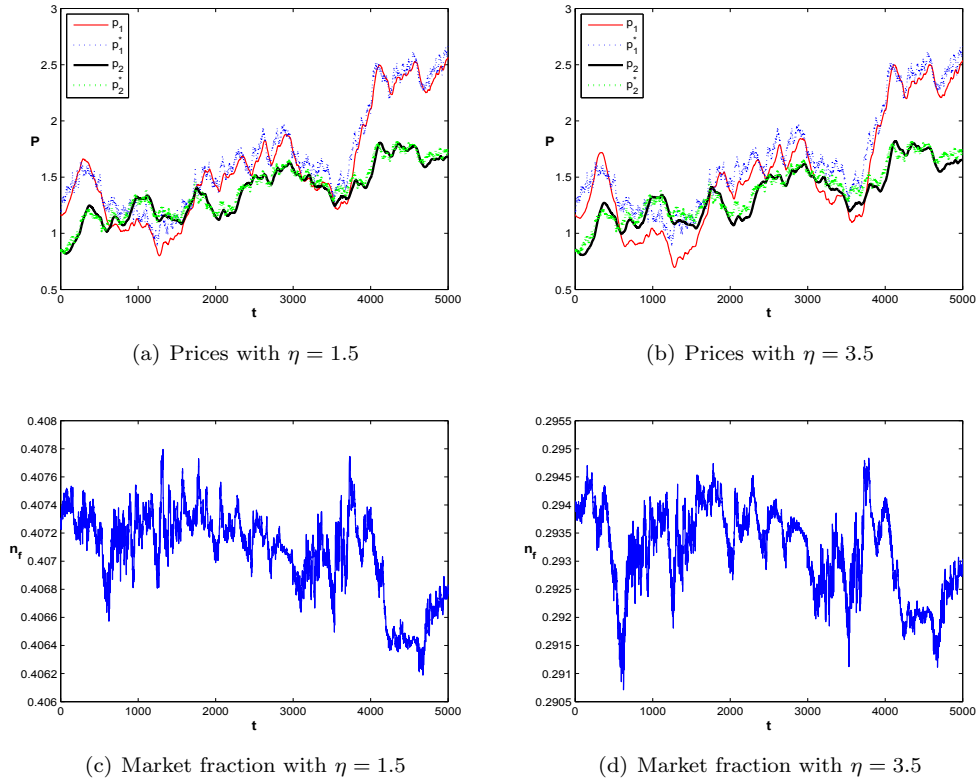 3
2.5
2
P
1.5
1
0.5
0 1000 2000 3000 4000 5000
t
p1
p1*
p2
p2*
(a) Prices with η = 1.5
3
2.5
2
P
1.5
1
0.5
0 1000 2000 3000 4000 5000
t
p1
p1*
p2
p2*
(b) Prices with η = 3.5
0.408
0.4078
0.4076
0.4074
0.4072
nf
0.407
0.4068
0.4066
0.4064
0.4062
0.406
0 1000 2000 3000 4000 5000
t
(c) Market fraction with η = 1.5
0.2955
0.295
0.2945
0.294
0.2935
nf
0.293
0.2925
0.292
0.2915
0.291
0.2905
0 1000 2000 3000 4000 5000
t
(d) Market fraction with η = 3.5